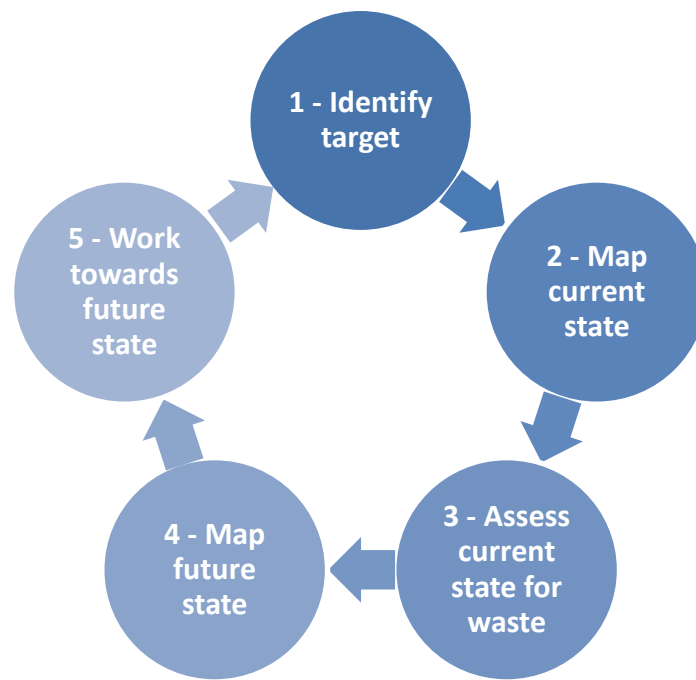 1 - Identify
target
2 - Map
current
state
3 - Assess
current
state for
waste
4 - Map
future
state
5 - Work
towards
future
state